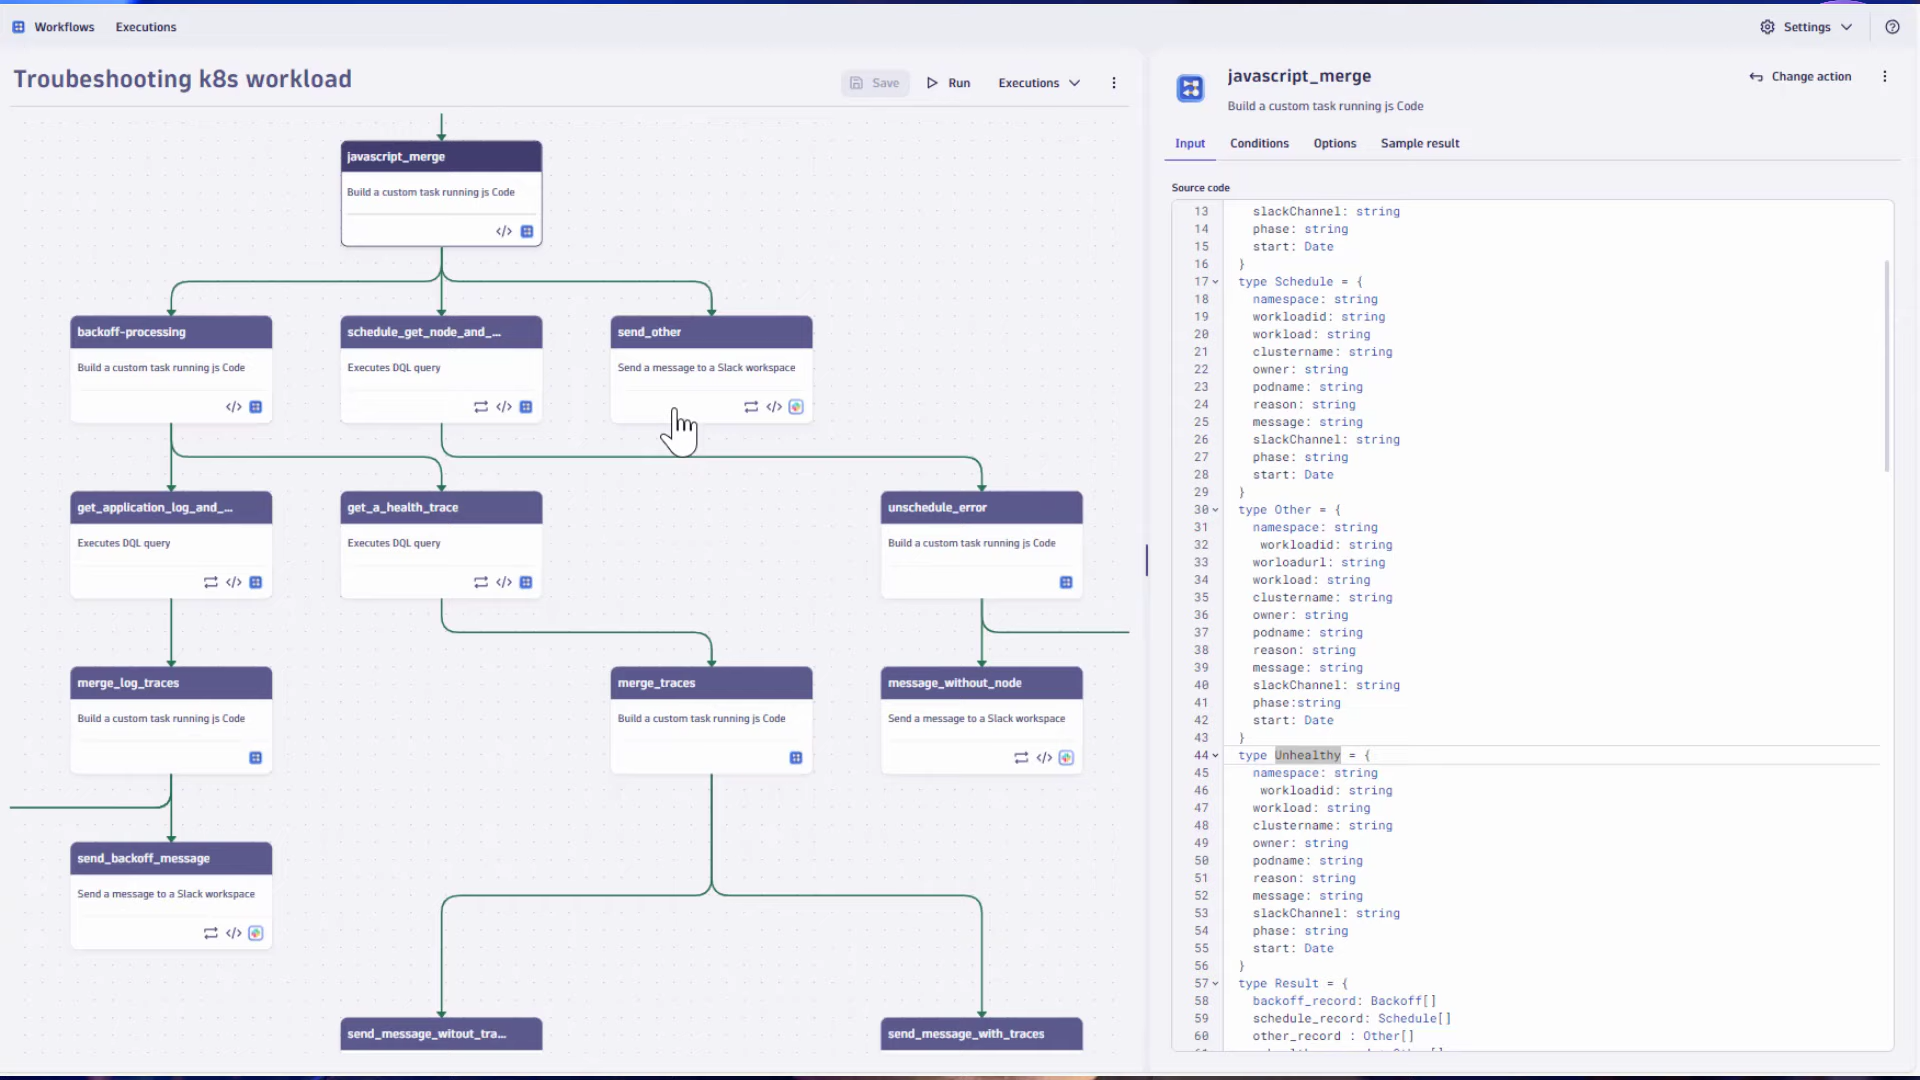 Workflows
Executions
Settings
Troubeshooting k8s workload
Save
Run
Executions
javascript_merge
Build a custom task running js Code
</>
backoff-processing
Build a custom task running js Code
</>
schedule_get_node_and_...
Executes DQL query
</>
send_other
Send a message to a Slack workspace
</>
get_application_log_and_...
Executes DQL query
</>
get_a_health_trace
Executes DQL query
</>
unschedule_error
Build a custom task running js Code
merge_log_traces
Build a custom task running js Code
merge_traces
Build a custom task running js Code
message_without_node
Send a message to a Slack workspace
</>
send_backoff_message
Send a message to a Slack workspace
</>
send_message_witout_tra...
send_message_with_traces
javascript_merge
Change action
Build a custom task running js Code
Input
Conditions
Options
Sample result
Source code
13 slackChannel: string
14 phase: string
15 start: Date
16 }
17 type Schedule = {
18 namespace: string
19 workloadid: string
20 workload: string
21 clustername: string
22 owner: string
23 podname: string
24 reason: string
25 message: string
26 slackChannel: string
27 phase: string
28 start: Date
29 }
30 type Other = {
31 namespace: string
32 workloadid: string
33 worloadurl: string
34 workload: string
35 clustername: string
36 owner: string
37 podname: string
38 reason: string
39 message: string
40 slackChannel: string
41 phase:string
42 start: Date
43 }
44 type Unhealthy = {
45 namespace: string
46 workloadid: string
47 workload: string
48 clustername: string
49 owner: string
50 podname: string
51 reason: string
52 message: string
53 slackChannel: string
54 phase: string
55 start: Date
56 }
57 type Result = {
58 backoff_record: Backoff[]
59 schedule_record: Schedule[]
60 other_record : Other[]